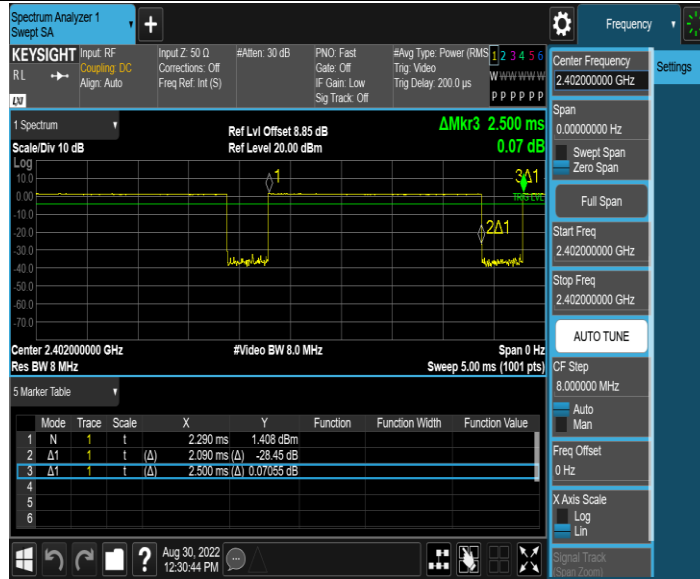 Spectrum Analyzer 1
Swept SA
+
Frequency
KEYSIGHT
RL
LXI
Input: RF
Coupling: DC
Align: Auto
Input Z: 50 Ω
Corrections: Off
Freq Ref: Int (S)
#Atten: 30 dB
PNO: Fast
Gate: Off
IF Gain: Low
Sig Track: Off
#Avg Type: Power (RMS
Trig: Video
Trig Delay: 200.0 µs
1 2 3 4 5 6
W W W W W W
P P P P P P
1 Spectrum
Scale/Div 10 dB
Ref Lvl Offset 8.85 dB
Ref Level 20.00 dBm
ΔMkr3 2.500 ms
0.07 dB
Log
10.0
0.00
-10.0
-20.0
-30.0
-40.0
-50.0
-60.0
-70.0
1
3Δ1
TRIG LVL
2Δ1
Center 2.402000000 GHz
#Video BW 8.0 MHz
Span 0 Hz
Res BW 8 MHz
Sweep 5.00 ms (1001 pts)
5 Marker Table
Mode Trace Scale X Y Function Function Width Function Value
1 N 1 t 2.290 ms 1.408 dBm
2 Δ1 1 t (Δ) 2.090 ms (Δ) -28.45 dB
3 Δ1 1 t (Δ) 2.500 ms (Δ) 0.07055 dB
4
5
6
?
Aug 30, 2022
12:30:44 PM
Center Frequency
2.402000000 GHz
Span
0.00000000 Hz
Swept Span
Zero Span
Full Span
Start Freq
2.402000000 GHz
Stop Freq
2.402000000 GHz
AUTO TUNE
CF Step
8.000000 MHz
Auto
Man
Freq Offset
0 Hz
X Axis Scale
Log
Lin
Signal Track
(Span Zoom)
Settings